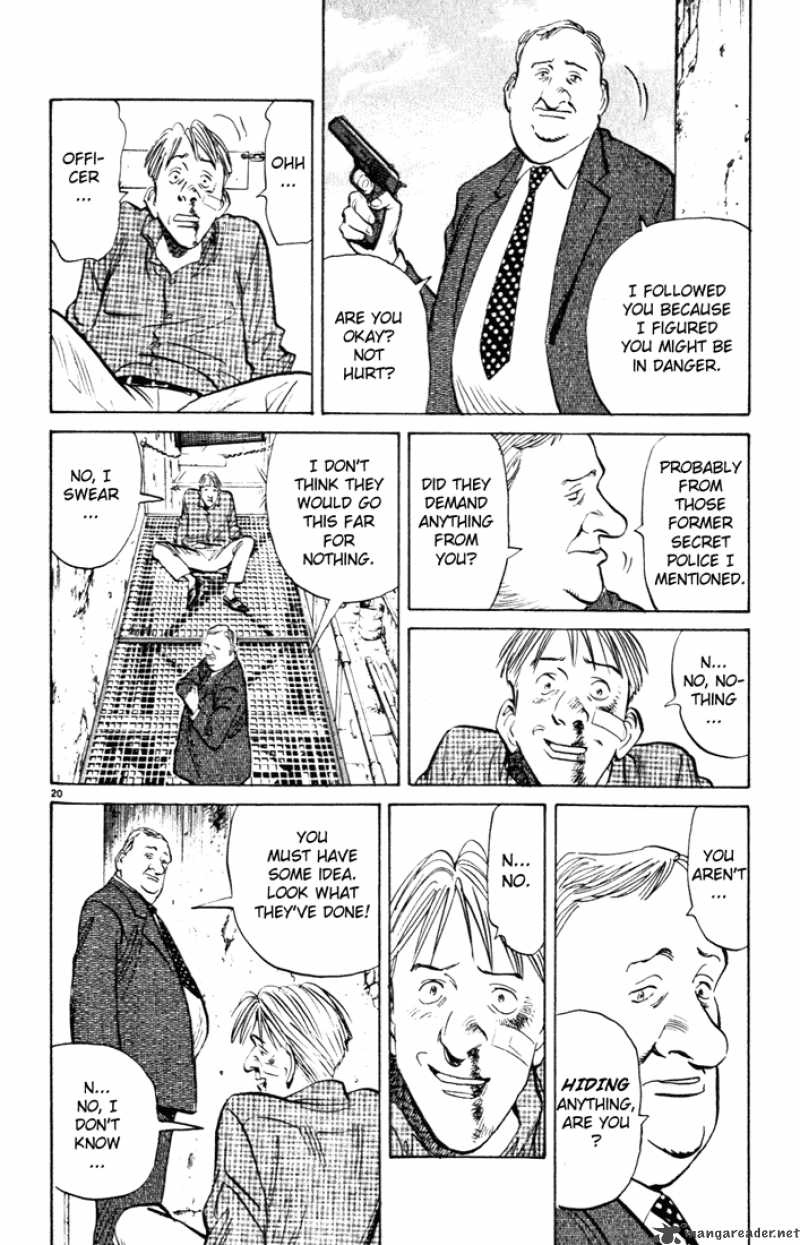 I FOLLOWED
YOU BECAUSE
I FIGURED
YOU MIGHT BE
IN DANGER.
ARE YOU
OKAY?
NOT
HURT?
OHH
...
OFFI-
CER
...
PROBABLY
FROM
THOSE
FORMER
SECRET
POLICE I
MENTIONED.
DID THEY
DEMAND
ANYTHING
FROM
YOU?
N...
NO, NO-
THING
...
I DON'T
THINK THEY
WOULD GO
THIS FAR
FOR
NOTHING.
NO, I
SWEAR
...
20
YOU
AREN'T
...
HIDING
ANYTHING,
ARE YOU
?
N...
NO.
YOU
MUST HAVE
SOME IDEA.
LOOK WHAT
THEY'VE DONE!
N...
NO, I
DON'T
KNOW
...
mangareader.net